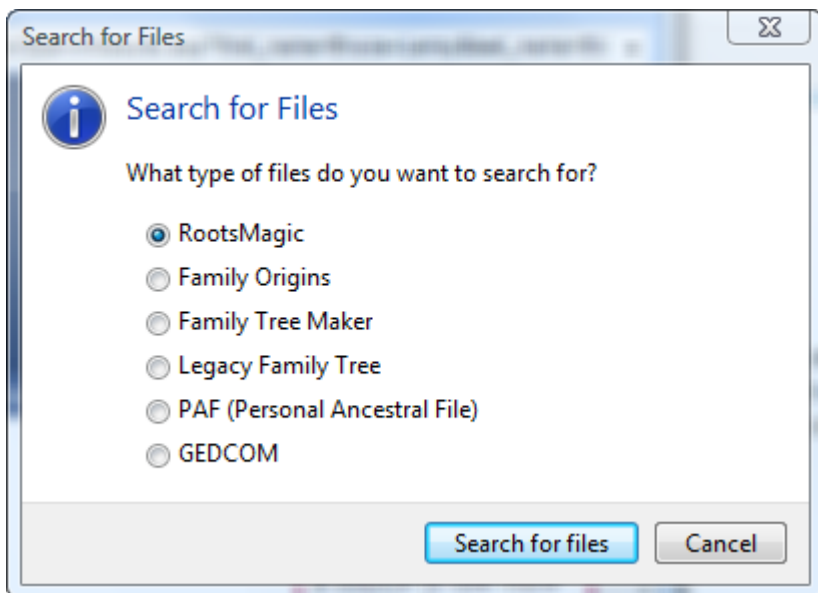 Search for Files
Search for Files
What type of files do you want to search for?
RootsMagic
Family Origins
Family Tree Maker
Legacy Family Tree
PAF (Personal Ancestral File)
GEDCOM
Search for files
Cancel